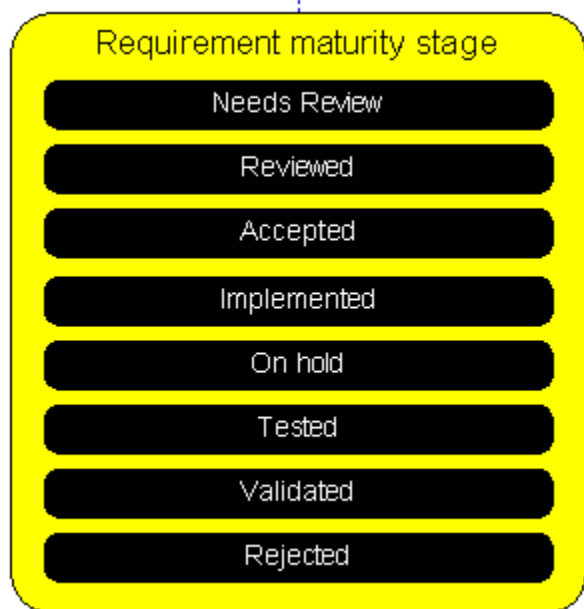 Requirement maturity stage
Needs Review
Reviewed
Accepted
Implemented
On hold
Tested
Validated
Rejected